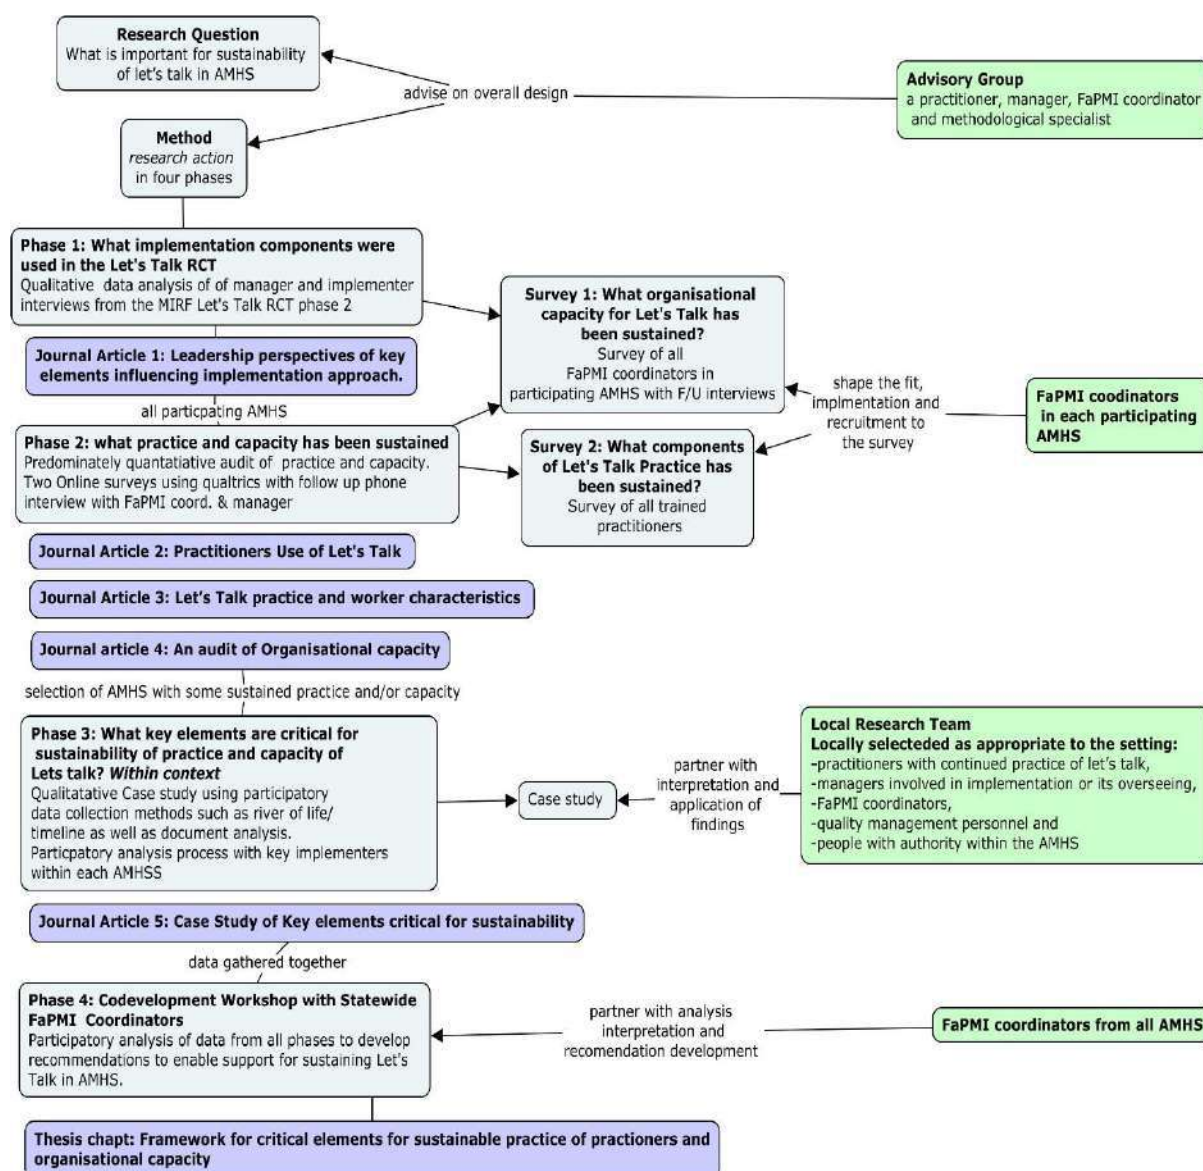 Research Question
What is important for sustainability
of let's talk in AMHS
advise on overall design
Advisory Group
a practitioner, manager, FaPMI coordinator
and methodological specialist
Method
research action
in four phases
Phase 1: What implementation components were
used in the Let's Talk RCT
Qualitative data analysis of of manager and implementer
interviews from the MIRF Let's Talk RCT phase 2
Survey 1: What organisational
capacity for Let's Talk has
been sustained?
Survey of all
FaPMI coordinators in
participating AMHS with F/U interviews
Journal Article 1: Leadership perspectives of key
elements influencing implementation approach.
all particpating AMHS
shape the fit,
implmentation and
recruitment to
the survey
FaPMI coodinators
in each participating
AMHS
Phase 2: what practice and capacity has been sustained
Predominately quantatiative audit of practice and capacity.
Two Online surveys using qualtrics with follow up phone
interview with FaPMI coord. & manager
Survey 2: What components
of Let's Talk Practice has
been sustained?
Survey of all trained
practitioners
Journal Article 2: Practitioners Use of Let's Talk
Journal Article 3: Let's Talk practice and worker characteristics
Journal article 4: An audit of Organisational capacity
selection of AMHS with some sustained practice and/or capacity
Phase 3: What key elements are critical for
sustainability of practice and capacity of
Lets talk? Within context
Qualitatative Case study using participatory
data collection methods such as river of life/
timeline as well as document analysis.
Particpatory analysis process with key implementers
within each AMHSS
Case study
partner with
interpretation and
application of
findings
Local Research Team
Locally selecteded as appropriate to the setting:
-practitioners with continued practice of let's talk,
-managers involved in implementation or its overseeing,
-FaPMI coordinators,
-quality management personnel and
-people with authority within the AMHS
Journal Article 5: Case Study of Key elements critical for sustainability
data gathered together
Phase 4: Codevelopment Workshop with Statewide
FaPMI Coordinators
Participatory analysis of data from all phases to develop
recommendations to enable support for sustaining Let's
Talk in AMHS.
partner with analysis
interpretation and
recomendation development
FaPMI coordinators from all AMHS
Thesis chapt: Framework for critical elements for sustainable practice of practioners and
organisational capacity